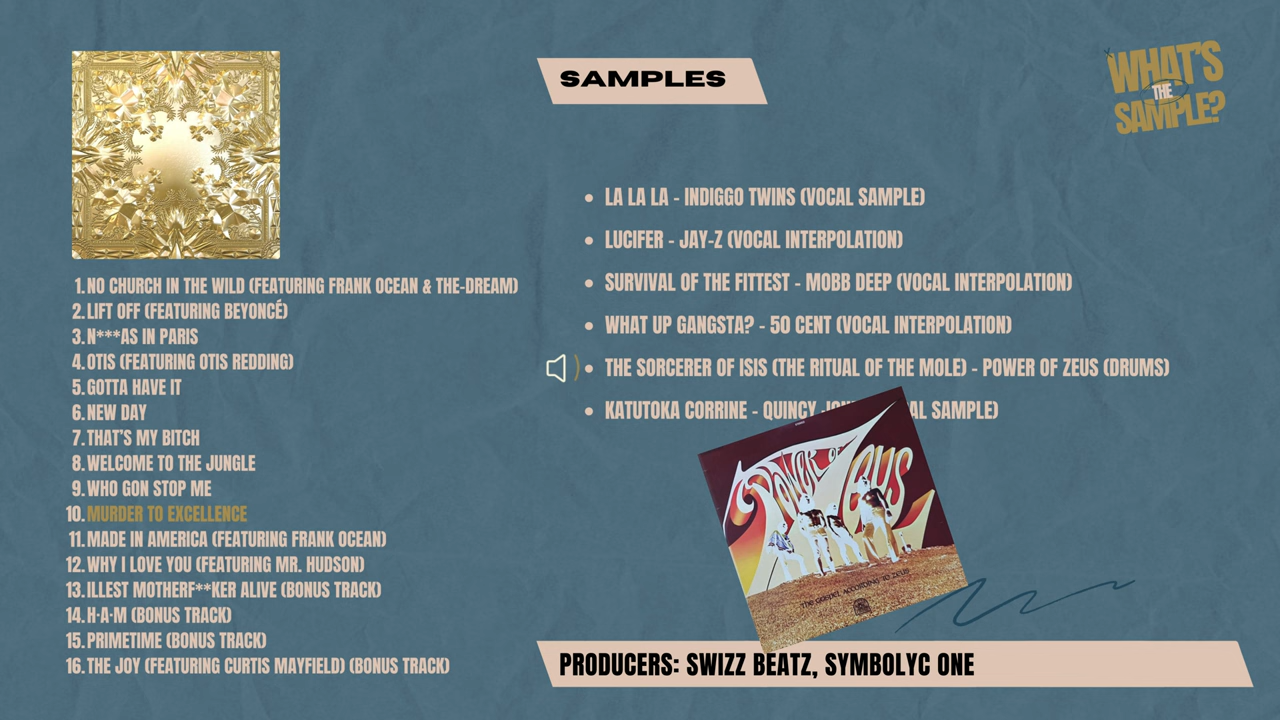 SAMPLES
WHAT'S
THE
SAMPLE?
LA LA LA - INDIGGO TWINS (VOCAL SAMPLE)
LUCIFER - JAY-Z (VOCAL INTERPOLATION)
SURVIVAL OF THE FITTEST - MOBB DEEP (VOCAL INTERPOLATION)
WHAT UP GANGSTA? - 50 CENT (VOCAL INTERPOLATION)
THE SORCERER OF ISIS (THE RITUAL OF THE MOLE) - POWER OF ZEUS (DRUMS)
KATUTOKA CORRINE - QUINCY SAMPLE)
1. NO CHURCH IN THE WILD (FEATURING FRANK OCEAN & THE-DREAM)
2. LIFT OFF (FEATURING BEYONCÉ)
3. N***AS IN PARIS
4. OTIS (FEATURING OTIS REDDING)
5. GOTTA HAVE IT
6. NEW DAY
7. THAT'S MY BITCH
8. WELCOME TO THE JUNGLE
9. WHO GON STOP ME
10. MURDER TO EXCELLENCE
11. MADE IN AMERICA (FEATURING FRANK OCEAN)
12. WHY I LOVE YOU (FEATURING MR. HUDSON)
13. ILLEST MOTHERF**KER ALIVE (BONUS TRACK)
14. H•A•M (BONUS TRACK)
15. PRIMETIME (BONUS TRACK)
16. THE JOY (FEATURING CURTIS MAYFIELD) (BONUS TRACK)
POWER OF
ZEUS
The Gospel According to Zeus
PRODUCERS: SWIZZ BEATZ, SYMBOLYC ONE